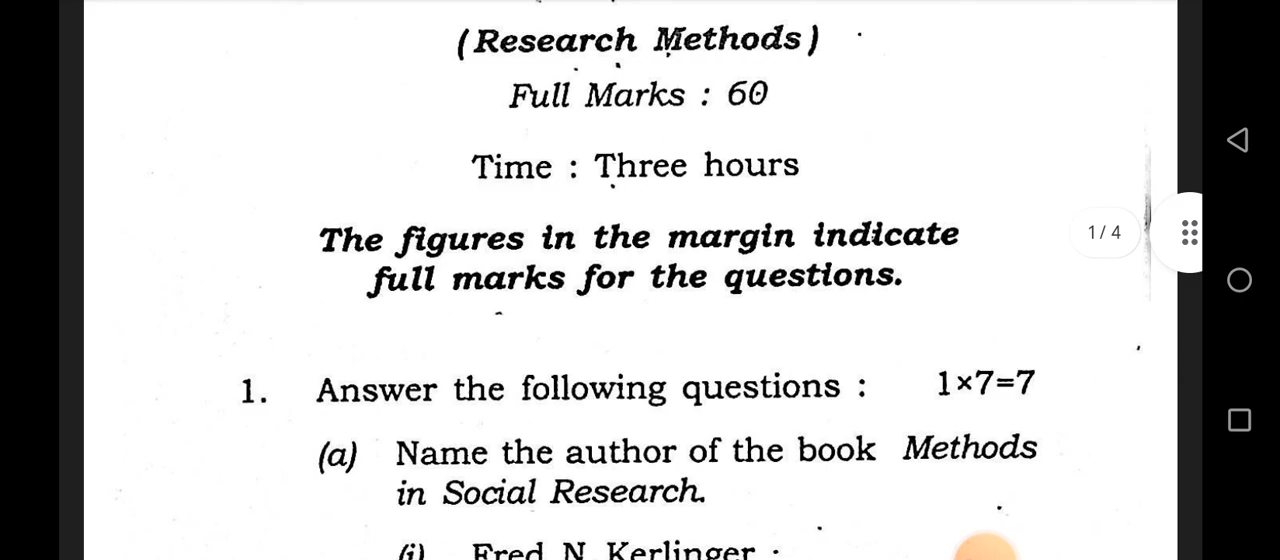 (Research Methods)
Full Marks : 60
Time : Three hours
The figures in the margin indicate
full marks for the questions.
1/4
1. Answer the following questions : 1×7=7
(a) Name the author of the book Methods
in Social Research.
(i) Fred N Kerlinger